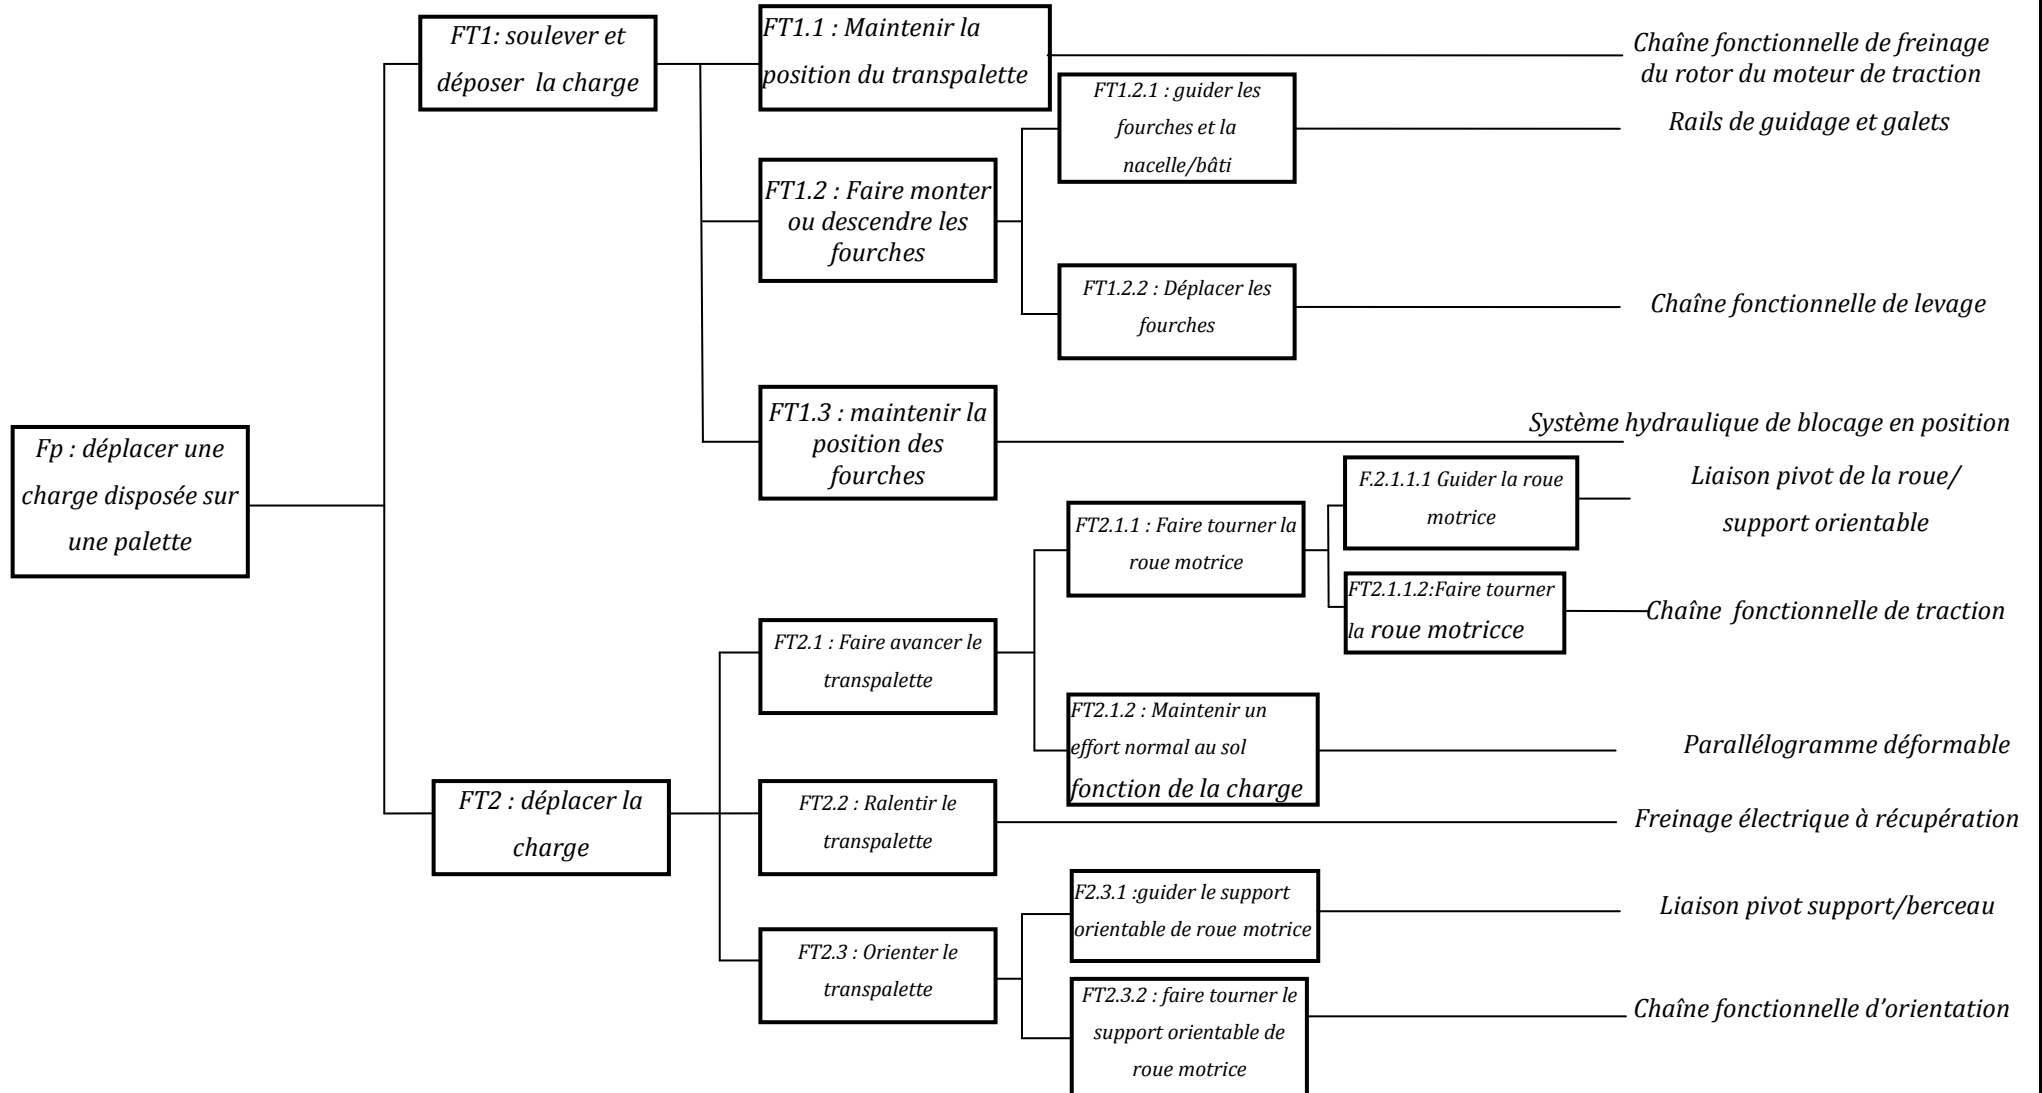 Fp : déplacer une
charge disposée sur
une palette
FT1: soulever et
déposer  la charge
FT1.1 : Maintenir la
position du transpalette
Chaîne fonctionnelle de freinage
du rotor du moteur de traction
FT1.2 : Faire monter
ou descendre les
fourches
FT1.2.1 : guider les
fourches et la
nacelle/bâti
Rails de guidage et galets
FT1.2.2 : Déplacer les
fourches
Chaîne fonctionnelle de levage
FT1.3 : maintenir la
position des
fourches
Système hydraulique de blocage en position
FT2 : déplacer la
charge
FT2.1 : Faire avancer le
transpalette
FT2.1.1 : Faire tourner la
roue motrice
F.2.1.1.1 Guider la roue
motrice
Liaison pivot de la roue/
support orientable
FT2.1.1.2:Faire tourner
la roue motricce
Chaîne  fonctionnelle de traction
FT2.1.2 : Maintenir un
effort normal au sol
fonction de la charge
Parallélogramme déformable
FT2.2 : Ralentir le
transpalette
Freinage électrique à récupération
FT2.3 : Orienter le
transpalette
F2.3.1 :guider le support
orientable de roue motrice
Liaison pivot support/berceau
FT2.3.2 : faire tourner le
support orientable de
roue motrice
Chaîne fonctionnelle d’orientation